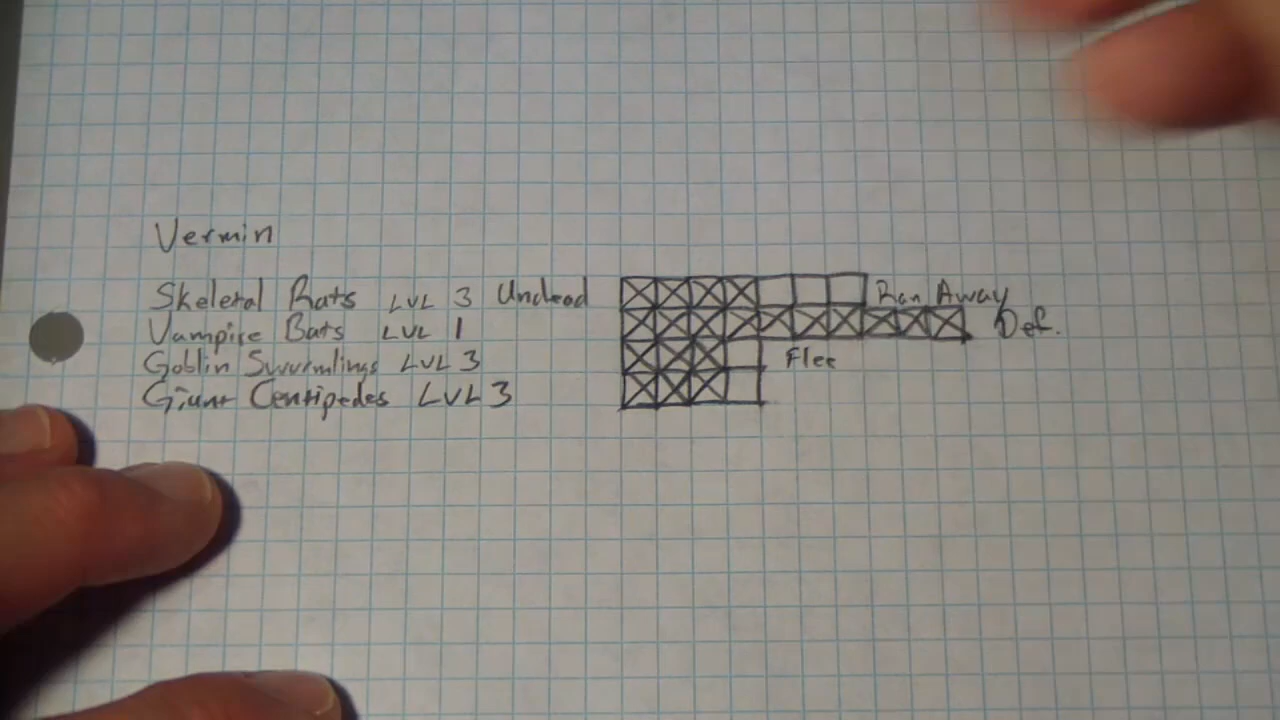 Vermin
Skeletal Rats LVL 3 Undead Ran Away
Vampire Bats LVL 1 Def.
Goblin Swarmlings LVL 3 Flee
Giant Centipedes LVL 3